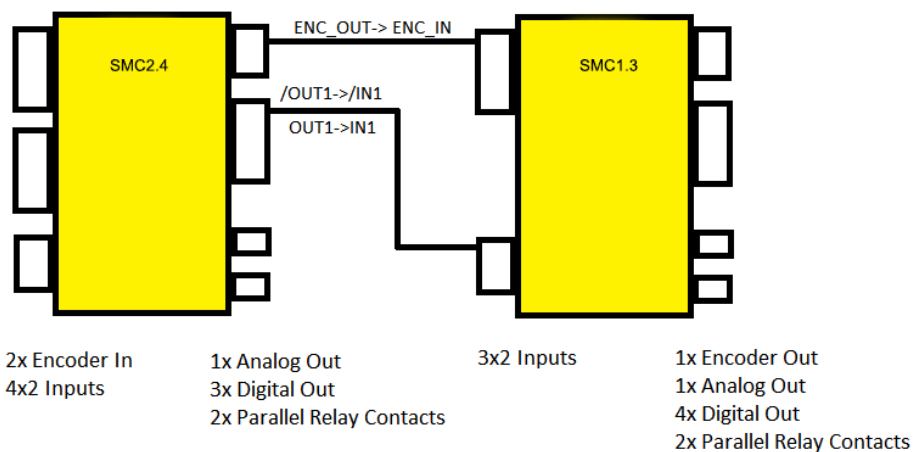 ENC_OUT-> ENC_IN
SMC2.4
SMC1.3
/OUT1->/IN1
OUT1->IN1
2x Encoder In
4x2 Inputs
1x Analog Out
3x Digital Out
2x Parallel Relay Contacts
3x2 Inputs
1x Encoder Out
1x Analog Out
4x Digital Out
2x Parallel Relay Contacts